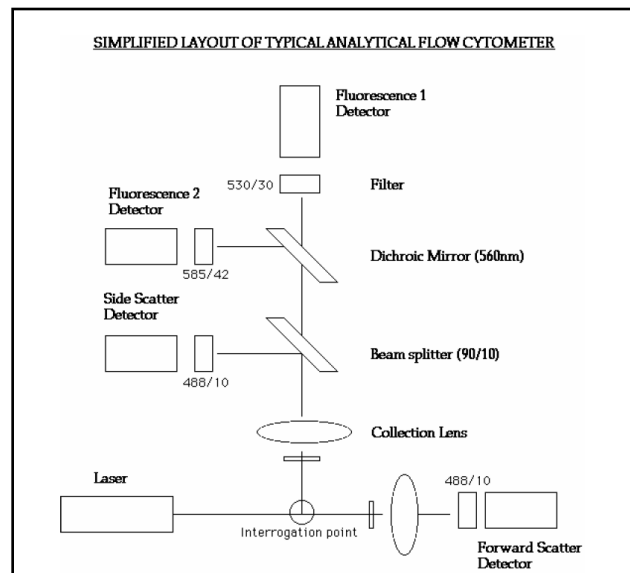 SIMPLIFIED LAYOUT OF TYPICAL ANALYTICAL FLOW CYTOMETER
Fluorescence 1
Detector
530/30
Filter
Fluorescence 2
Detector
585/42
Dichroic Mirror (560nm)
Side Scatter
Detector
488/10
Beam splitter (90/10)
Collection Lens
Laser
488/10
Interrogation point
Forward Scatter
Detector